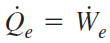 Q̇ₑ = Ẇₑ